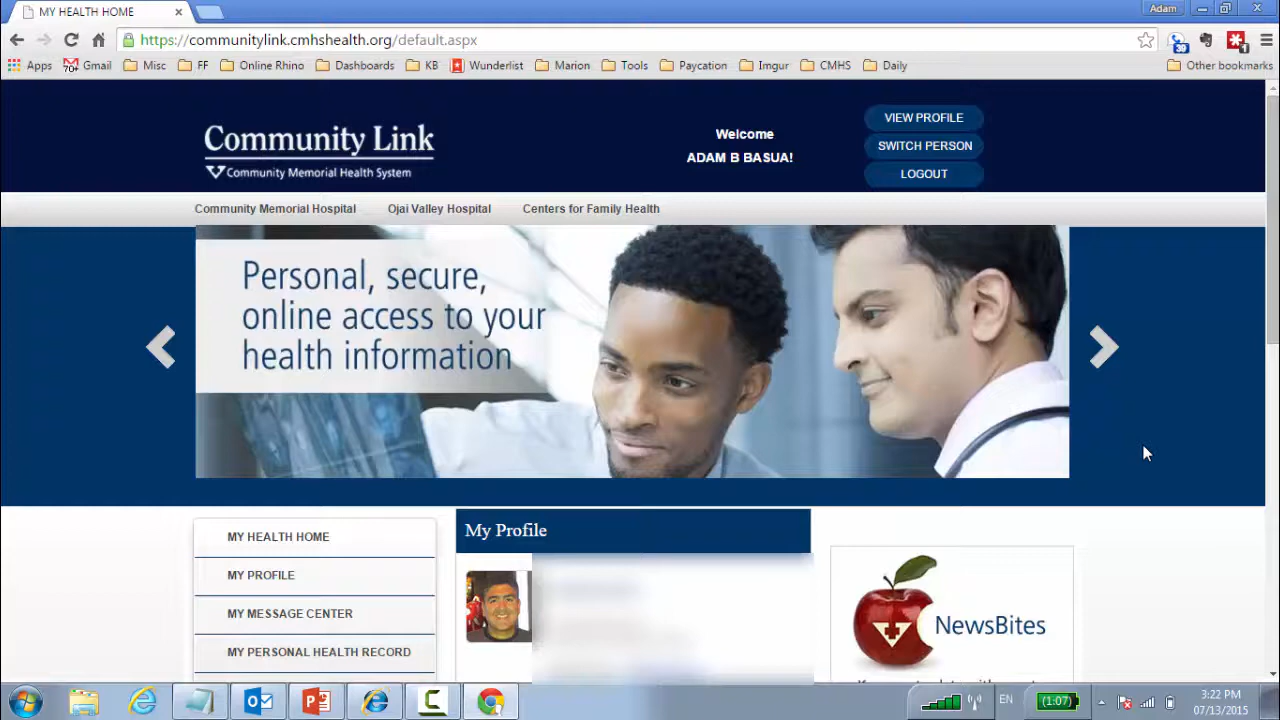 MY HEALTH HOME
Adam
https://communitylink.cmhshealth.org/default.aspx
30
1
Apps
70+ Gmail
Misc
FF
Online Rhino
Dashboards
KB
Wunderlist
Marion
Tools
Paycation
Imgur
CMHS
Daily
Other bookmarks
Community Link
Community Memorial Health System
Welcome
ADAM B BASUA!
VIEW PROFILE
SWITCH PERSON
LOGOUT
Community Memorial Hospital
Ojai Valley Hospital
Centers for Family Health
Personal, secure,
online access to your
health information
MY HEALTH HOME
MY PROFILE
MY MESSAGE CENTER
MY PERSONAL HEALTH RECORD
My Profile
NewsBites
EN
(1:07)
3:22 PM
07/13/2015